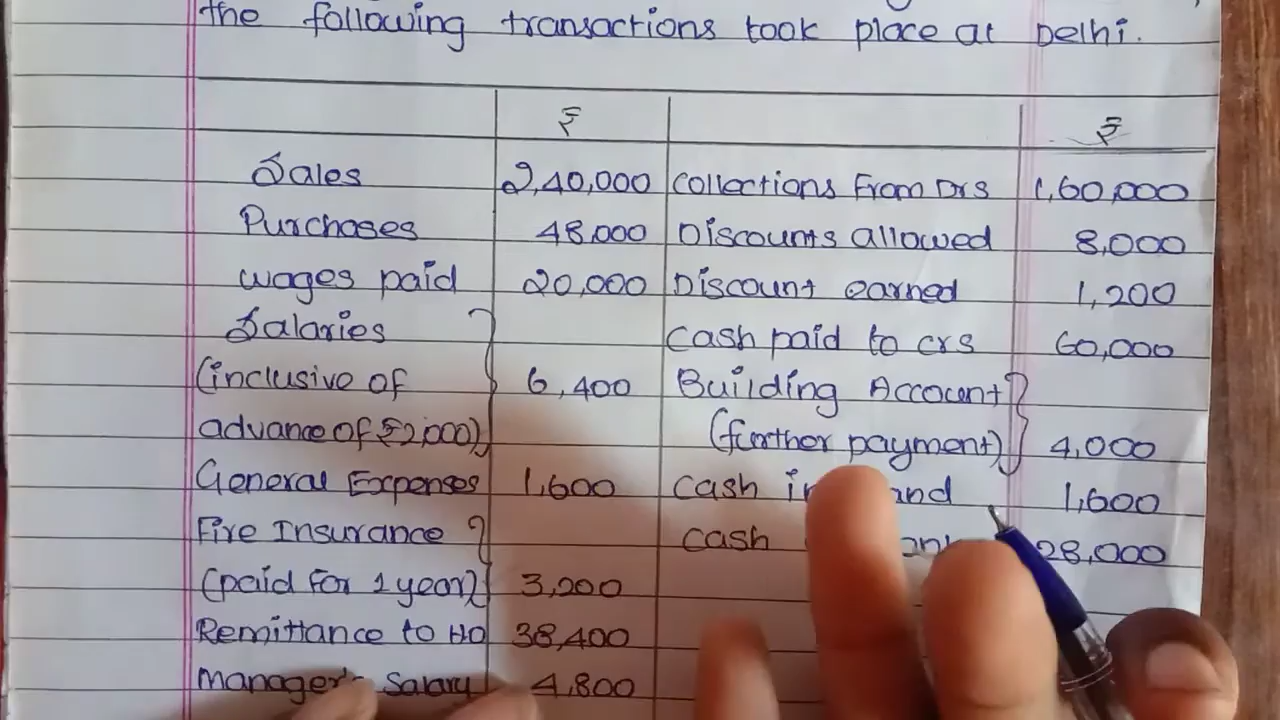 the following transactions took place at Delhi.
₹ ₹
Sales 2,40,000 Collections From Drs 1,60,000
Purchases 48,000 Discounts allowed 8,000
wages paid 20,000 Discount earned 1,200
Salaries Cash paid to crs 60,000
(inclusive of 6,400 Building Account
advance of ₹2,000) (further payment) 4,000
General Expenses 1,600 Cash 1,600
Fire Insurance Cash 28,000
(paid for 1 year) 3,200
Remittance to HO 38,400
Manager's Salary 4,800